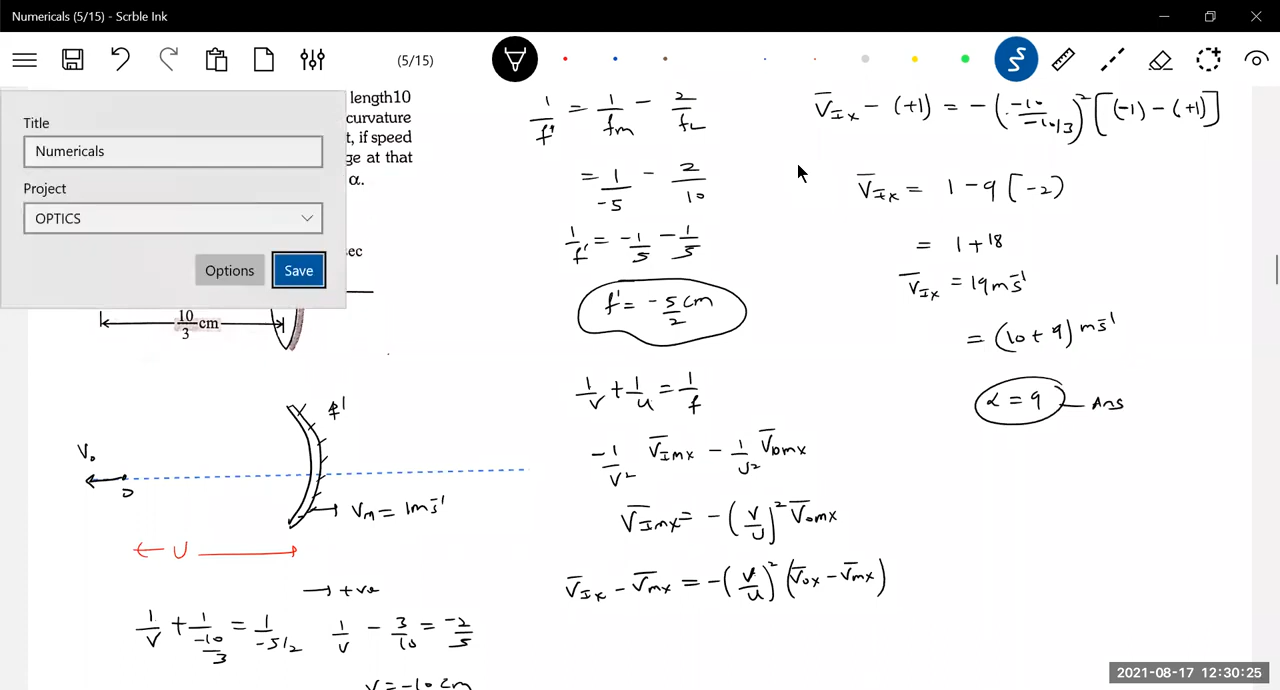 Numericals (5/15) - Scrble Ink
(5/15)
length10
curvature
t, if speed
ge at that
α.
ec
Title
Numericals
Project
OPTICS
Options
Save
10/3 cm
V₀
O
f'
Vₘ = 1ms⁻¹
U
→ +ve
1/v + 1/(-10/3) = 1/(-5/2)
1/v - 3/10 = -2/5
v = -10 cm
1/f' = 1/fm - 2/fL
= 1/-5 - 2/10
1/f' = -1/5 - 1/5
f' = -5/2 cm
1/v + 1/u = 1/f
-1/v² V̅Imx - 1/u² V̅omx
V̅Imx = -(v/u)² V̅omx
V̅Ix - V̅mx = -(v/u)² (V̅ox - V̅mx)
V̅Ix - (+1) = -(-10/-10/3)² [(-1) - (+1)]
V̅Ix = 1 - 9 (-2)
= 1 + 18
V̅Ix = 19 ms⁻¹
= (10 + 9) ms⁻¹
α = 9 — Ans
2021-08-17 12:30:25